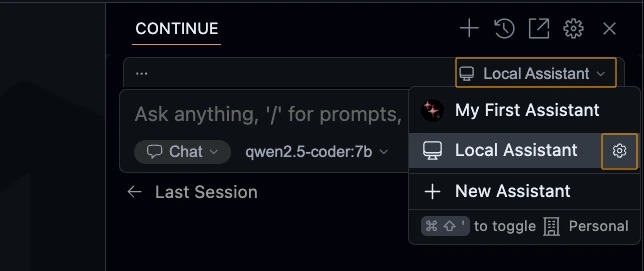 CONTINUE
...
Local Assistant
Ask anything, '/' for prompts,
My First Assistant
Chat
qwen2.5-coder:7b
Local Assistant
Last Session
New Assistant
⌘ ⇧ ' to toggle Personal